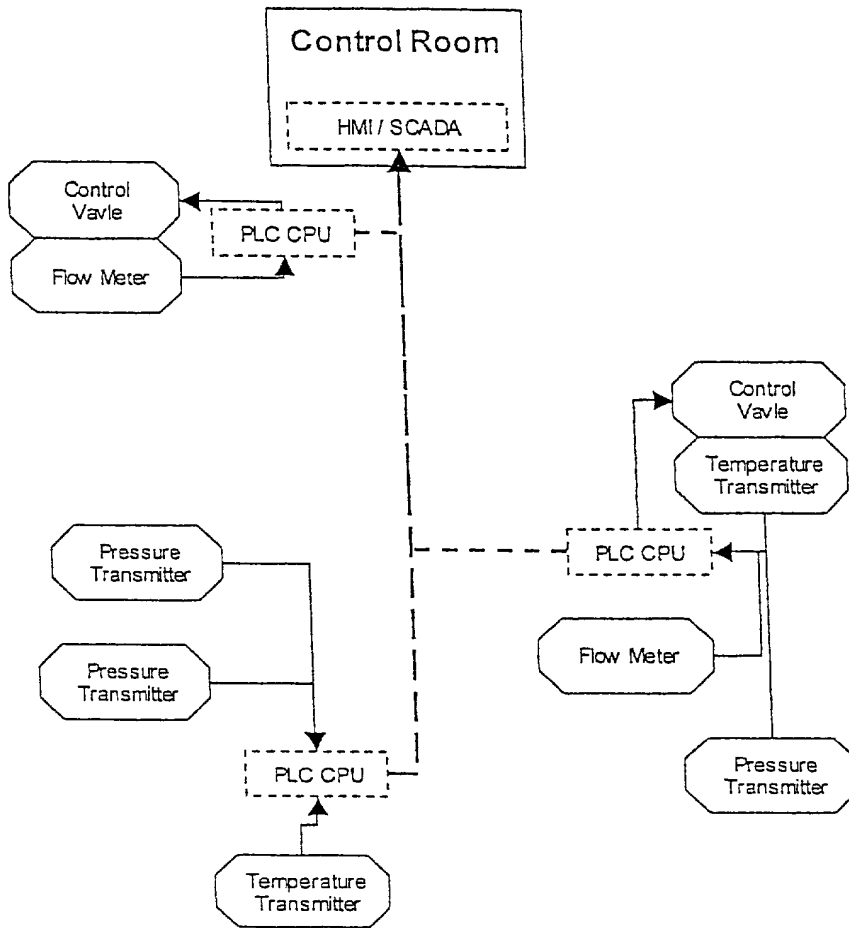 Control Room
HMI / SCADA
Control
Vavle
PLC CPU
Flow Meter
Control
Vavle
Temperature
Transmitter
Pressure
Transmitter
PLC CPU
Flow Meter
Pressure
Transmitter
Pressure
Transmitter
PLC CPU
Temperature
Transmitter